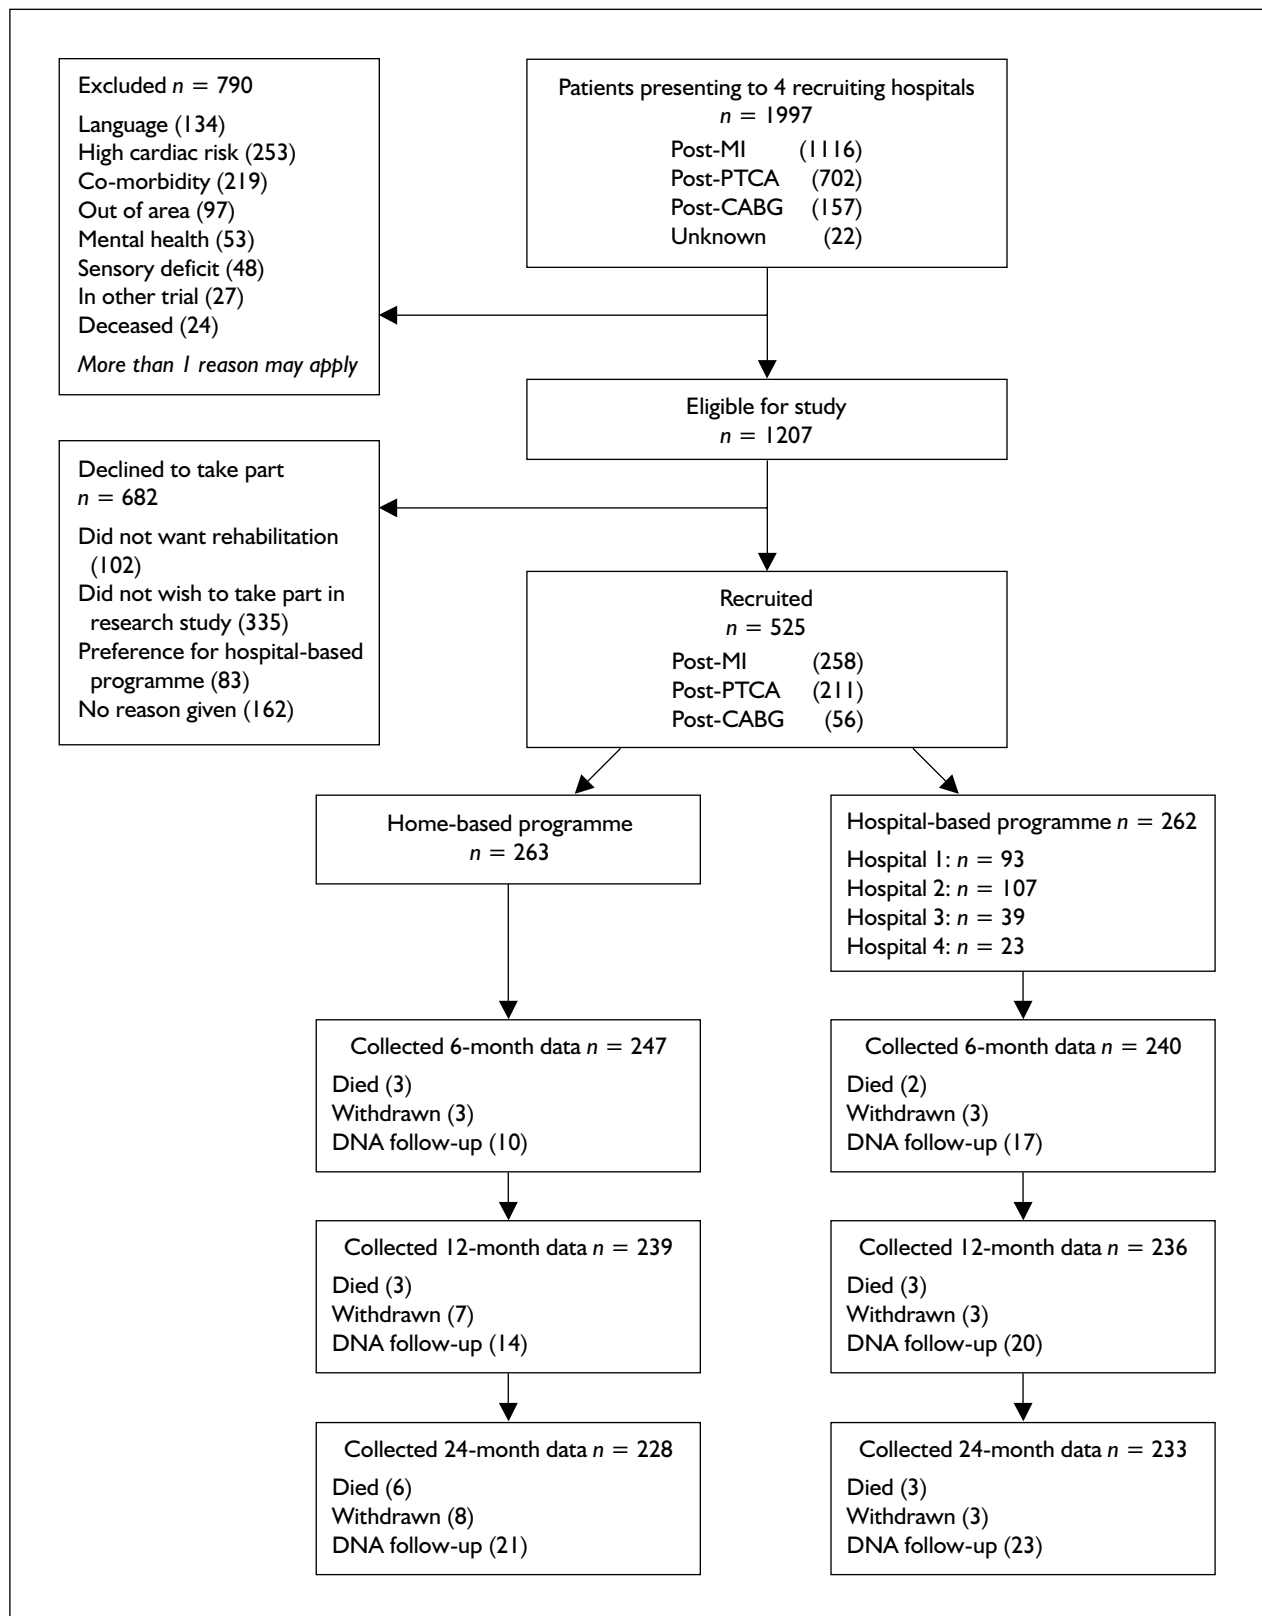 Excluded n = 790
Language (134)
High cardiac risk (253)
Co-morbidity (219)
Out of area (97)
Mental health (53)
Sensory deficit (48)
In other trial (27)
Deceased (24)
More than 1 reason may apply
Patients presenting to 4 recruiting hospitals
n = 1997
Post-MI (1116)
Post-PTCA (702)
Post-CABG (157)
Unknown (22)
Eligible for study
n = 1207
Declined to take part
n = 682
Did not want rehabilitation
(102)
Did not wish to take part in
research study (335)
Preference for hospital-based
programme (83)
No reason given (162)
Recruited
n = 525
Post-MI (258)
Post-PTCA (211)
Post-CABG (56)
Home-based programme
n = 263
Hospital-based programme n = 262
Hospital 1: n = 93
Hospital 2: n = 107
Hospital 3: n = 39
Hospital 4: n = 23
Collected 6-month data n = 247
Died (3)
Withdrawn (3)
DNA follow-up (10)
Collected 6-month data n = 240
Died (2)
Withdrawn (3)
DNA follow-up (17)
Collected 12-month data n = 239
Died (3)
Withdrawn (7)
DNA follow-up (14)
Collected 12-month data n = 236
Died (3)
Withdrawn (3)
DNA follow-up (20)
Collected 24-month data n = 228
Died (6)
Withdrawn (8)
DNA follow-up (21)
Collected 24-month data n = 233
Died (3)
Withdrawn (3)
DNA follow-up (23)